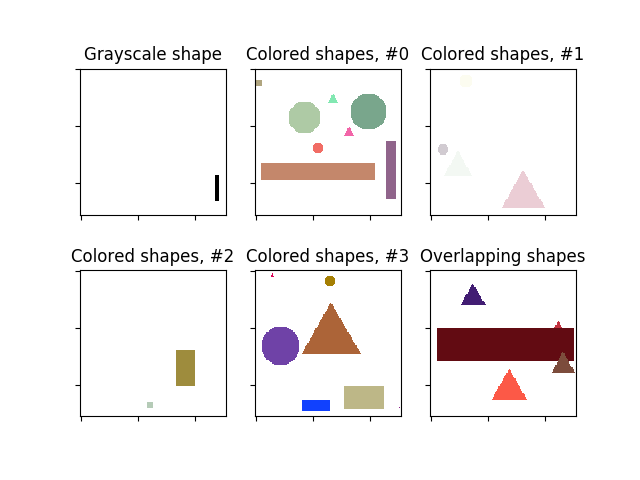 Grayscale shape
Colored shapes, #0
Colored shapes, #1
Colored shapes, #2
Colored shapes, #3
Overlapping shapes